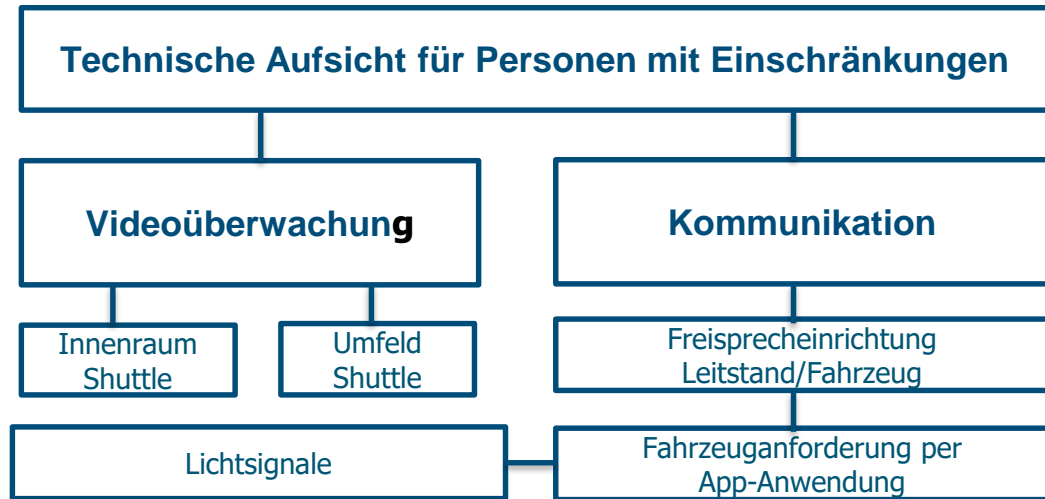 Technische Aufsicht für Personen mit Einschränkungen
Videoüberwachung
Kommunikation
Innenraum
Shuttle
Umfeld
Shuttle
Freisprecheinrichtung
Leitstand/Fahrzeug
Lichtsignale
Fahrzeuganforderung per
App-Anwendung